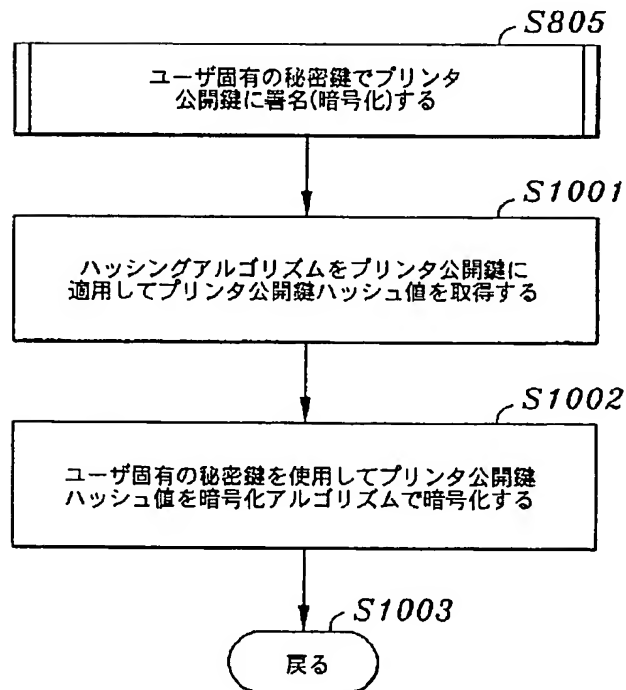 S805
ユーザ固有の秘密鍵でプリンタ
公開鍵に署名(暗号化)する
S1001
ハッシングアルゴリズムをプリンタ公開鍵に
適用してプリンタ公開鍵ハッシュ値を取得する
S1002
ユーザ固有の秘密鍵を使用してプリンタ公開鍵
ハッシュ値を暗号化アルゴリズムで暗号化する
S1003
戻る